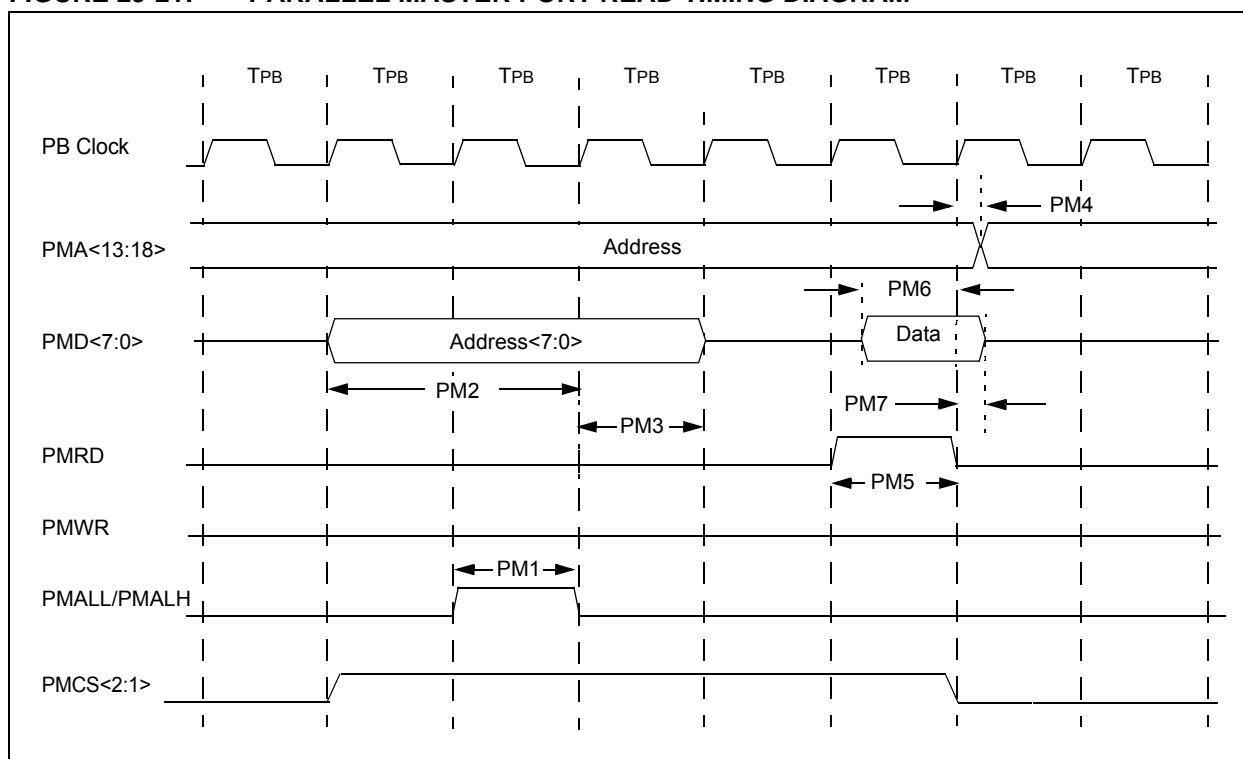 TPB TPB TPB TPB TPB TPB TPB TPB
PB Clock
PM4
PMA<13:18>
Address
PM6
PMD<7:0>
Address<7:0>
Data
PM2
PM7
PM3
PMRD
PM5
PMWR
PM1
PMALL/PMALH
PMCS<2:1>